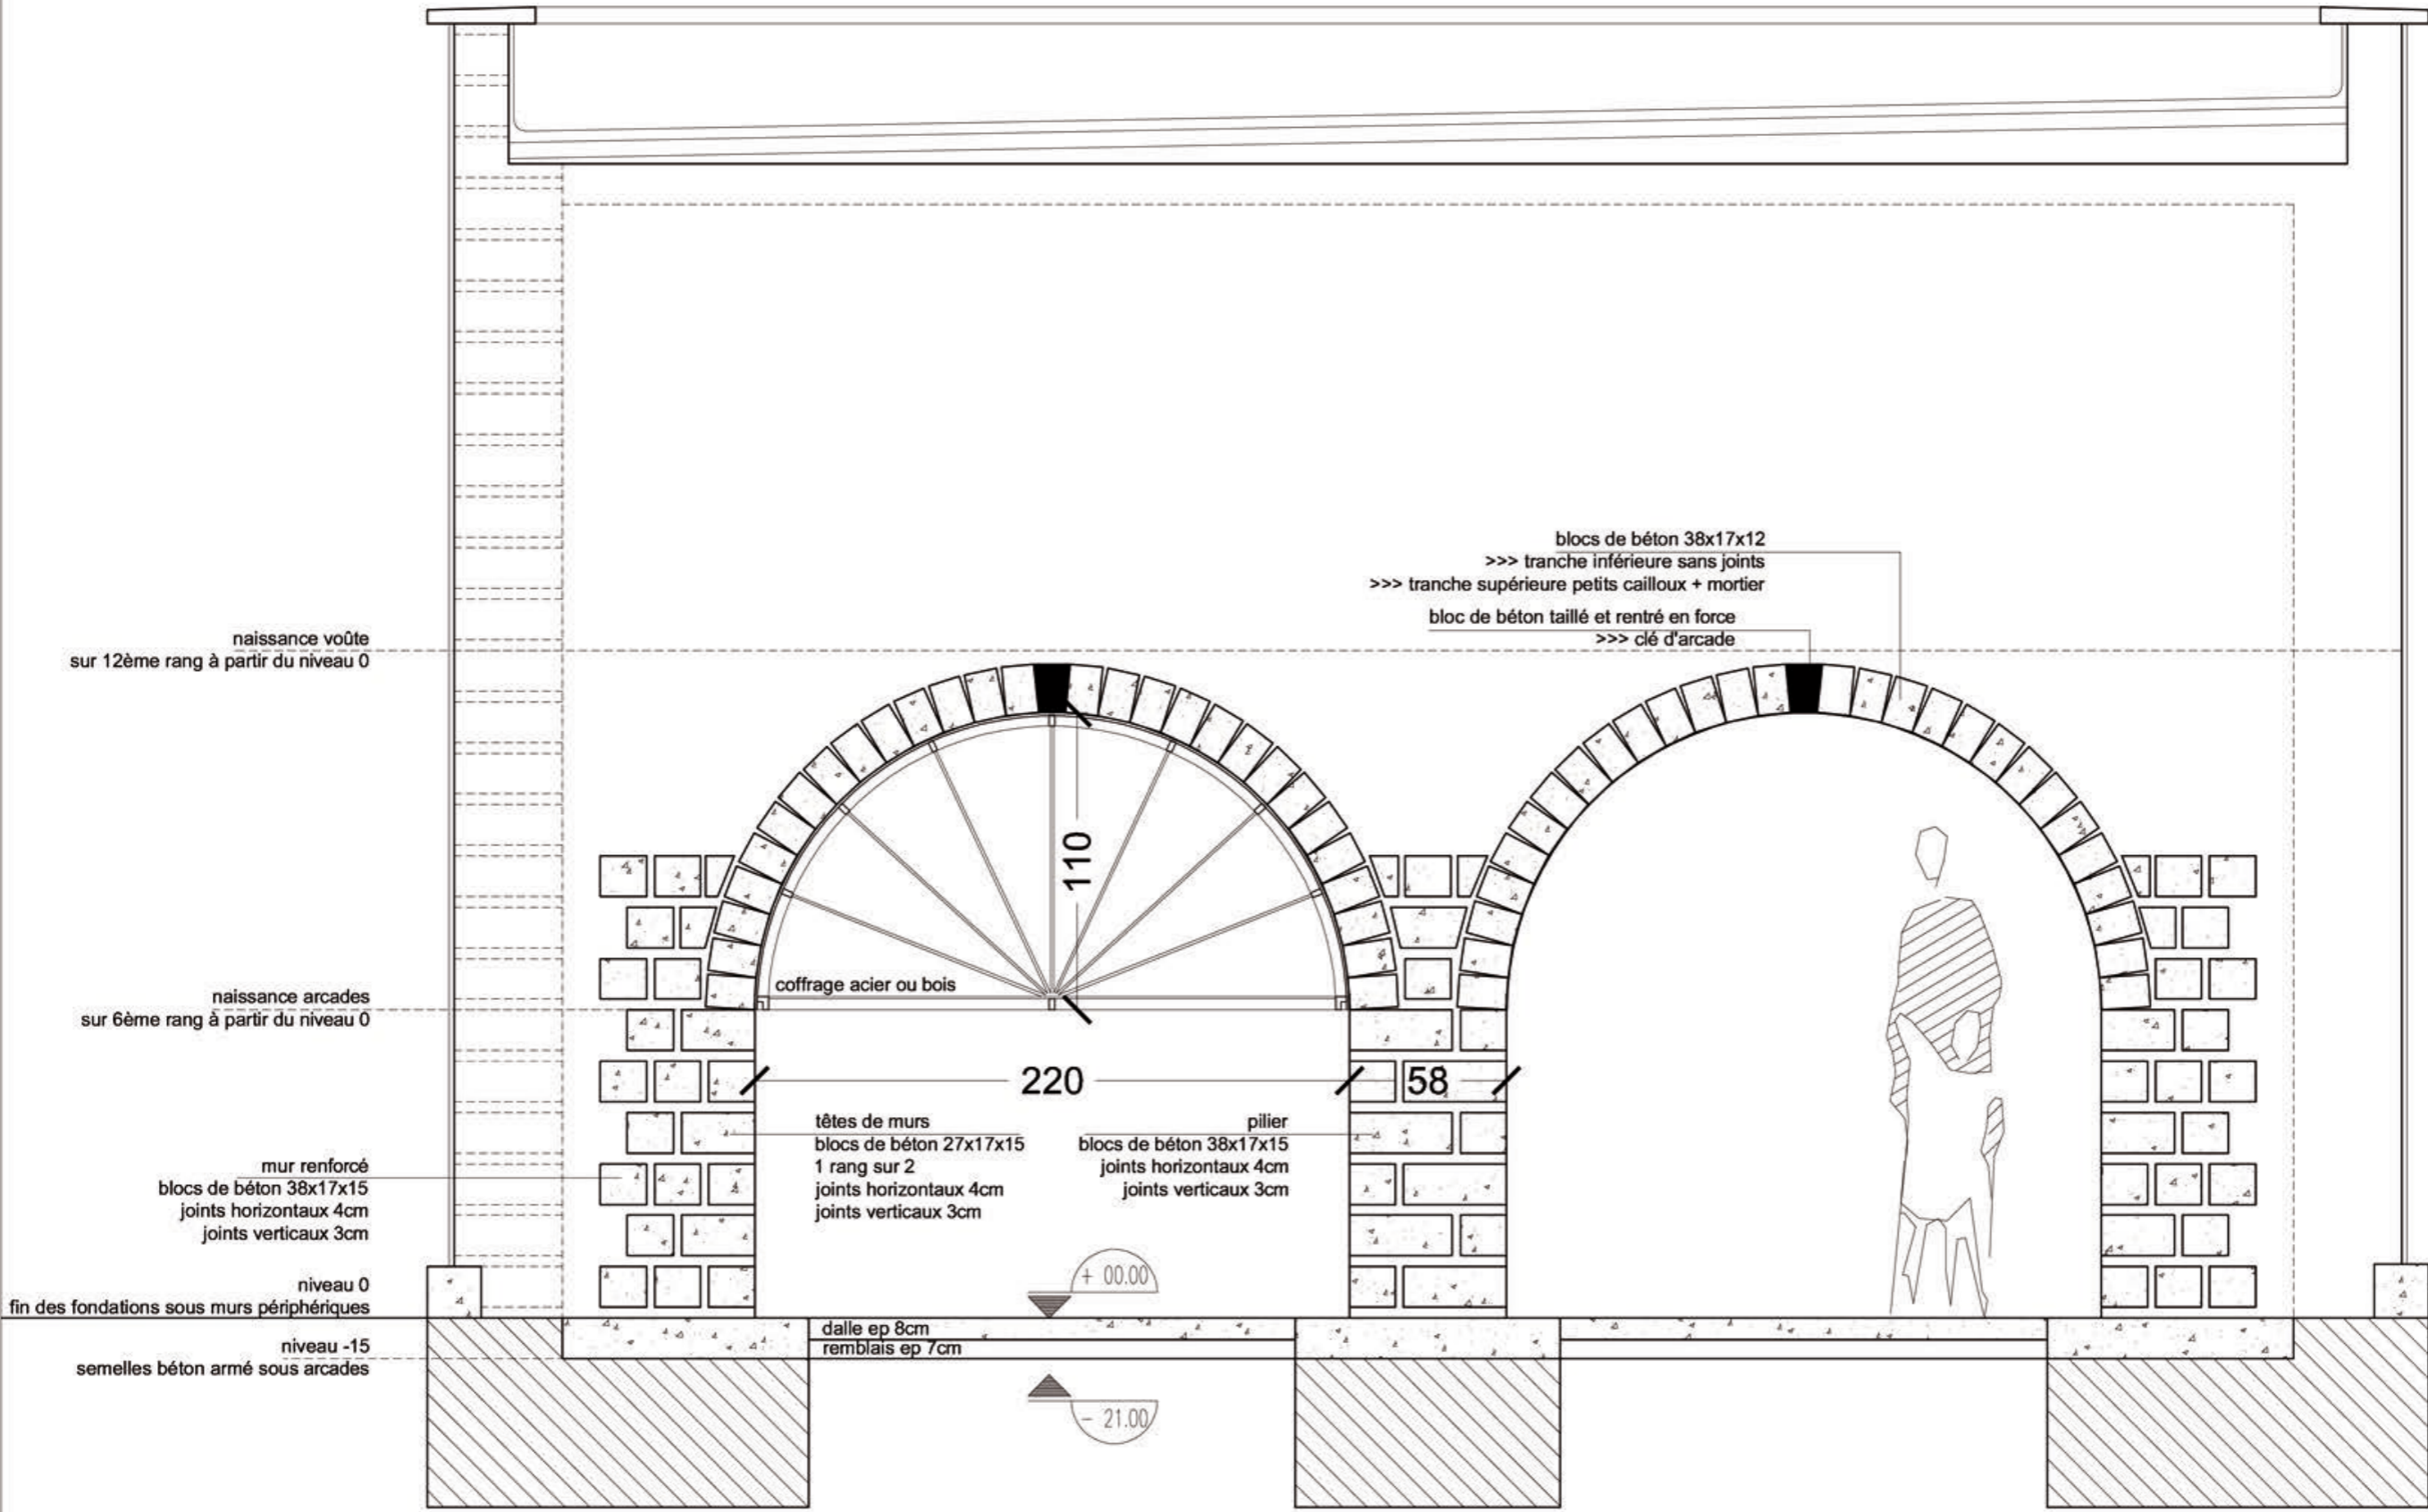 blocs de béton 38x17x12
>>> tranche inférieure sans joints
>>> tranche supérieure petits cailloux + mortier
bloc de béton taillé et rentré en force
>>> clé d'arcade
naissance voûte
sur 12ème rang à partir du niveau 0
110
coffrage acier ou bois
naissance arcades
sur 6ème rang à partir du niveau 0
220
58
têtes de murs
blocs de béton 27x17x15
1 rang sur 2
joints horizontaux 4cm
joints verticaux 3cm
pilier
blocs de béton 38x17x15
joints horizontaux 4cm
joints verticaux 3cm
mur renforcé
blocs de béton 38x17x15
joints horizontaux 4cm
joints verticaux 3cm
+ 00.00
niveau 0
fin des fondations sous murs périphériques
dalle ep 8cm
remblais ep 7cm
niveau -15
semelles béton armé sous arcades
- 21.00